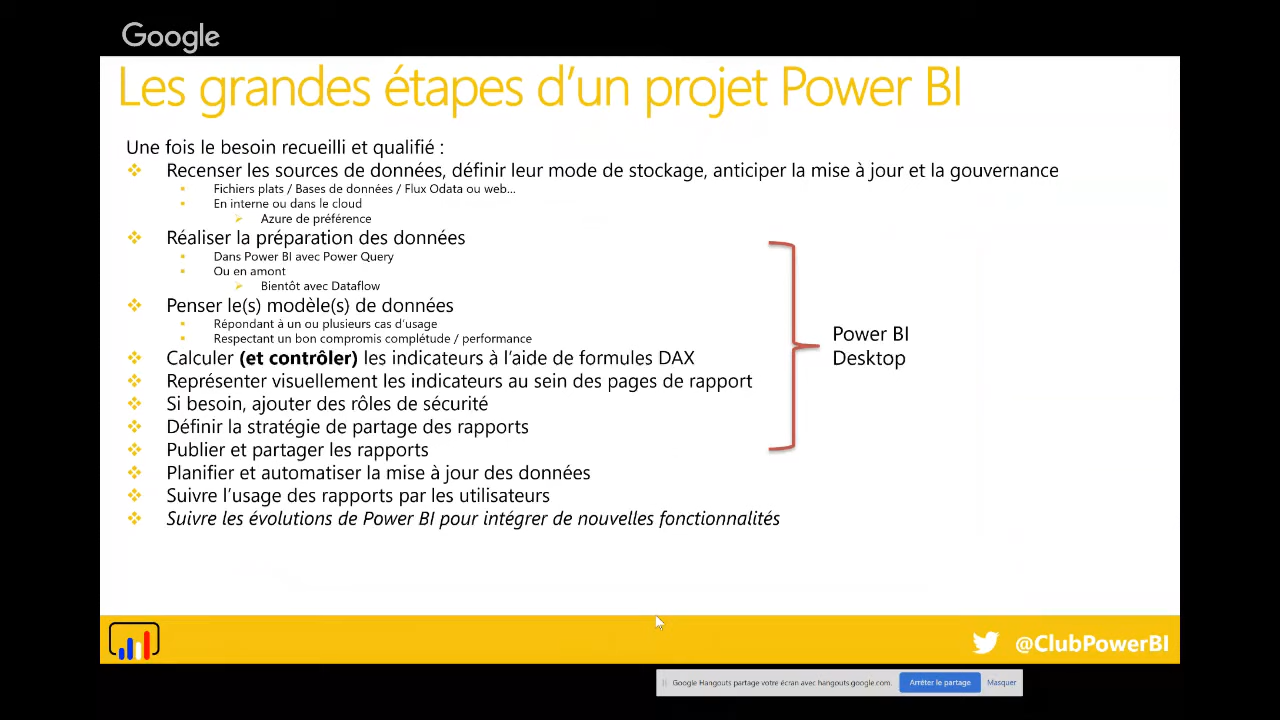 Google
Les grandes étapes d'un projet Power BI
Une fois le besoin recueilli et qualifié :
Recenser les sources de données, définir leur mode de stockage, anticiper la mise à jour et la gouvernance
Fichiers plats / Bases de données / Flux Odata ou web...
En interne ou dans le cloud
Azure de préférence
Réaliser la préparation des données
Dans Power BI avec Power Query
Ou en amont
Bientôt avec Dataflow
Penser le(s) modèle(s) de données
Répondant à un ou plusieurs cas d'usage
Respectant un bon compromis complétude / performance
Calculer (et contrôler) les indicateurs à l'aide de formules DAX
Représenter visuellement les indicateurs au sein des pages de rapport
Si besoin, ajouter des rôles de sécurité
Définir la stratégie de partage des rapports
Publier et partager les rapports
Planifier et automatiser la mise à jour des données
Suivre l'usage des rapports par les utilisateurs
Suivre les évolutions de Power BI pour intégrer de nouvelles fonctionnalités
Power BI
Desktop
@ClubPowerBI
Google Hangouts partage votre écran avec hangouts.google.com.
Arrêter le partage
Masquer